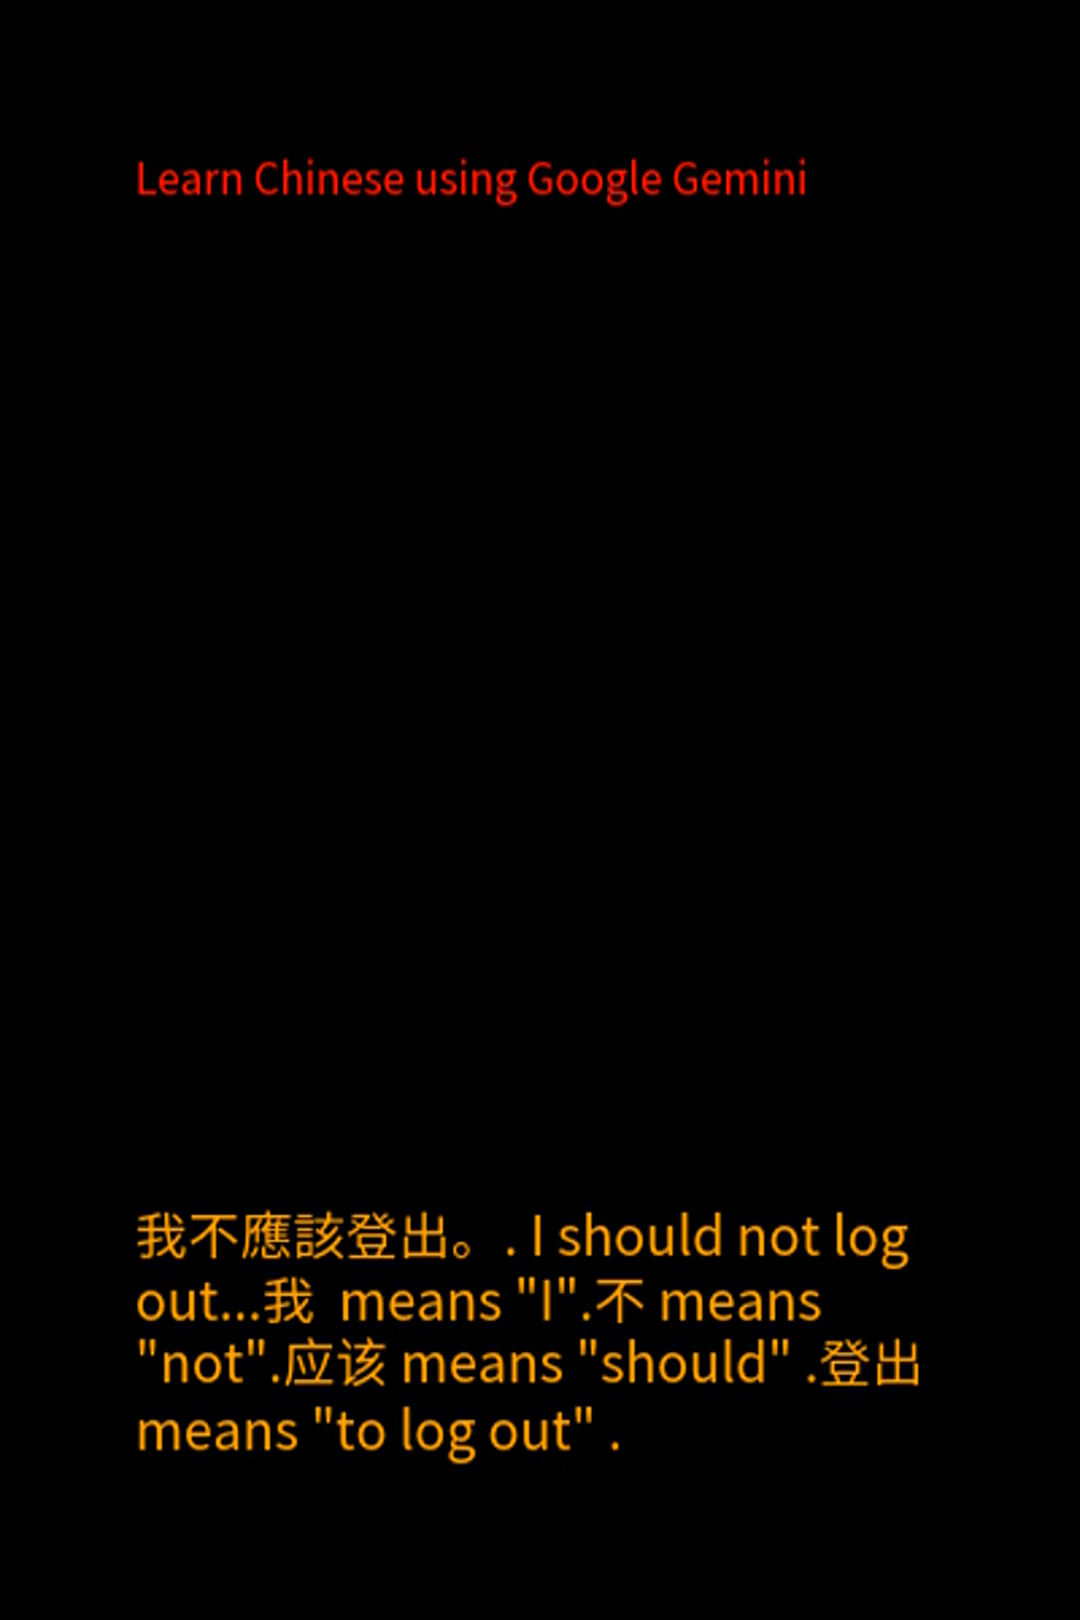 Learn Chinese using Google Gemini
我不應該登出。. I should not log
out...我  means "I".不 means
"not".应该 means "should" .登出
means "to log out" .